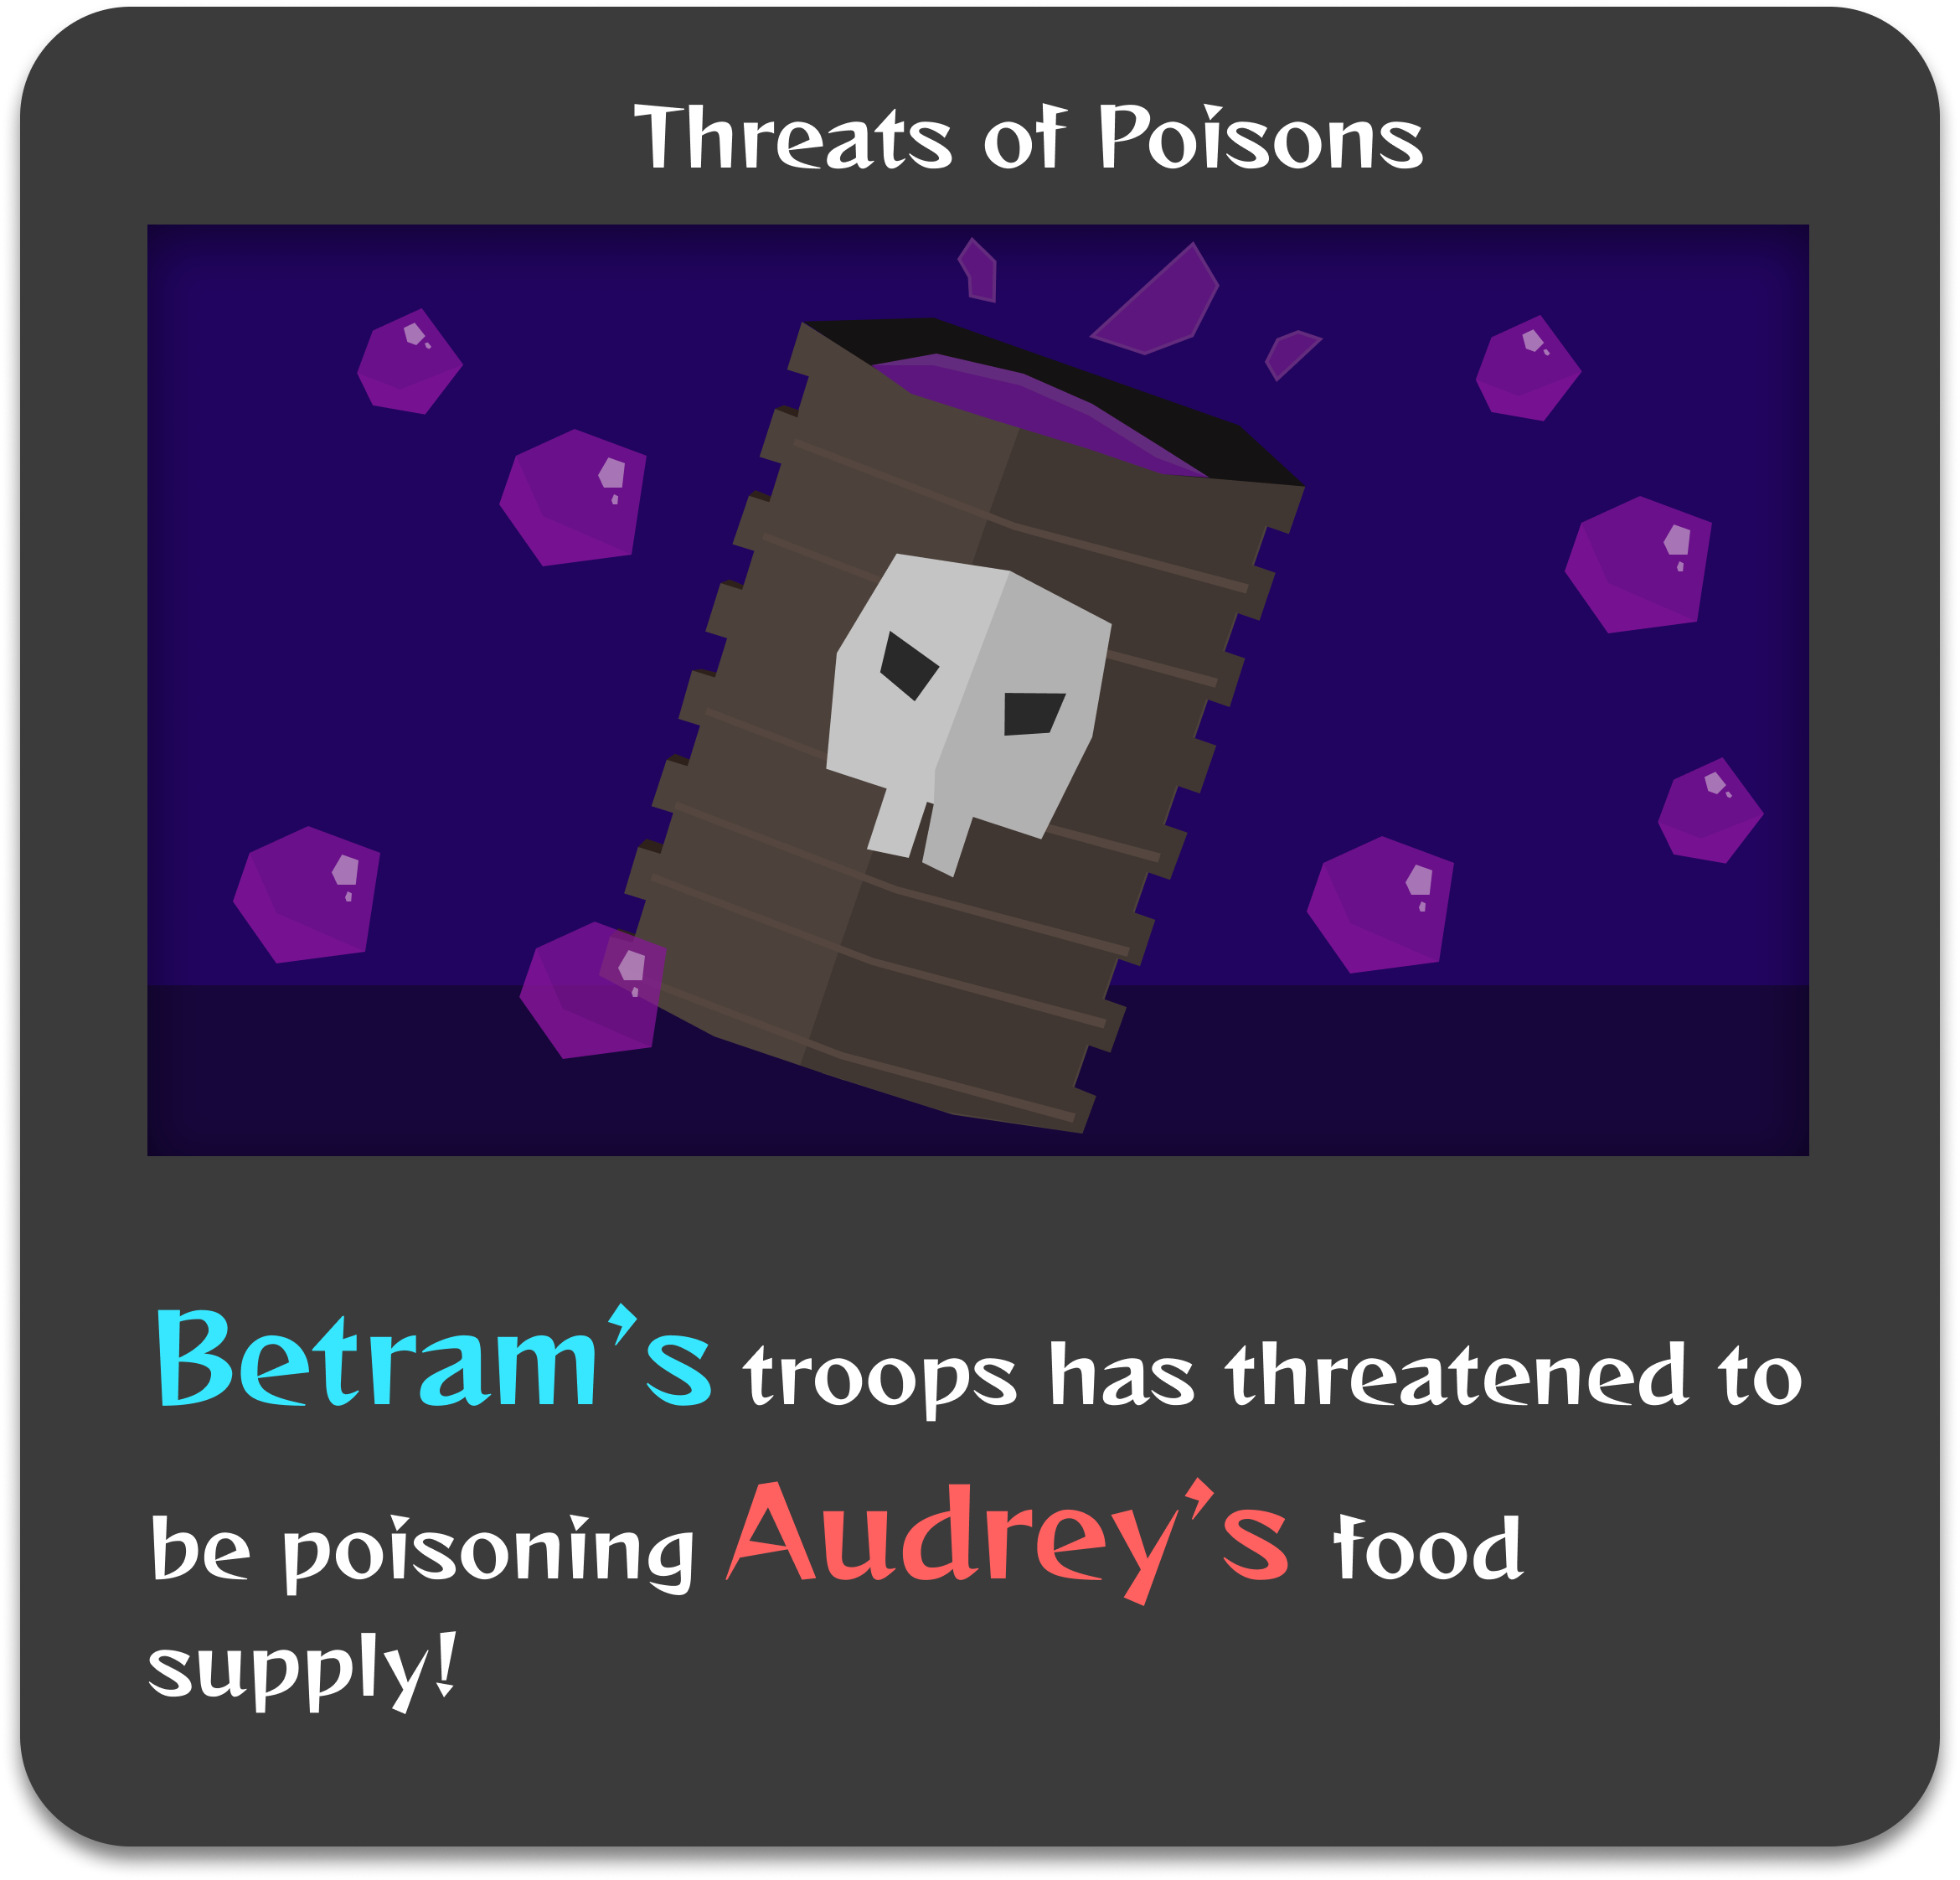 Threats of Poisons
Betram's troops has threatened to
be poisoning Audrey's food
supply!